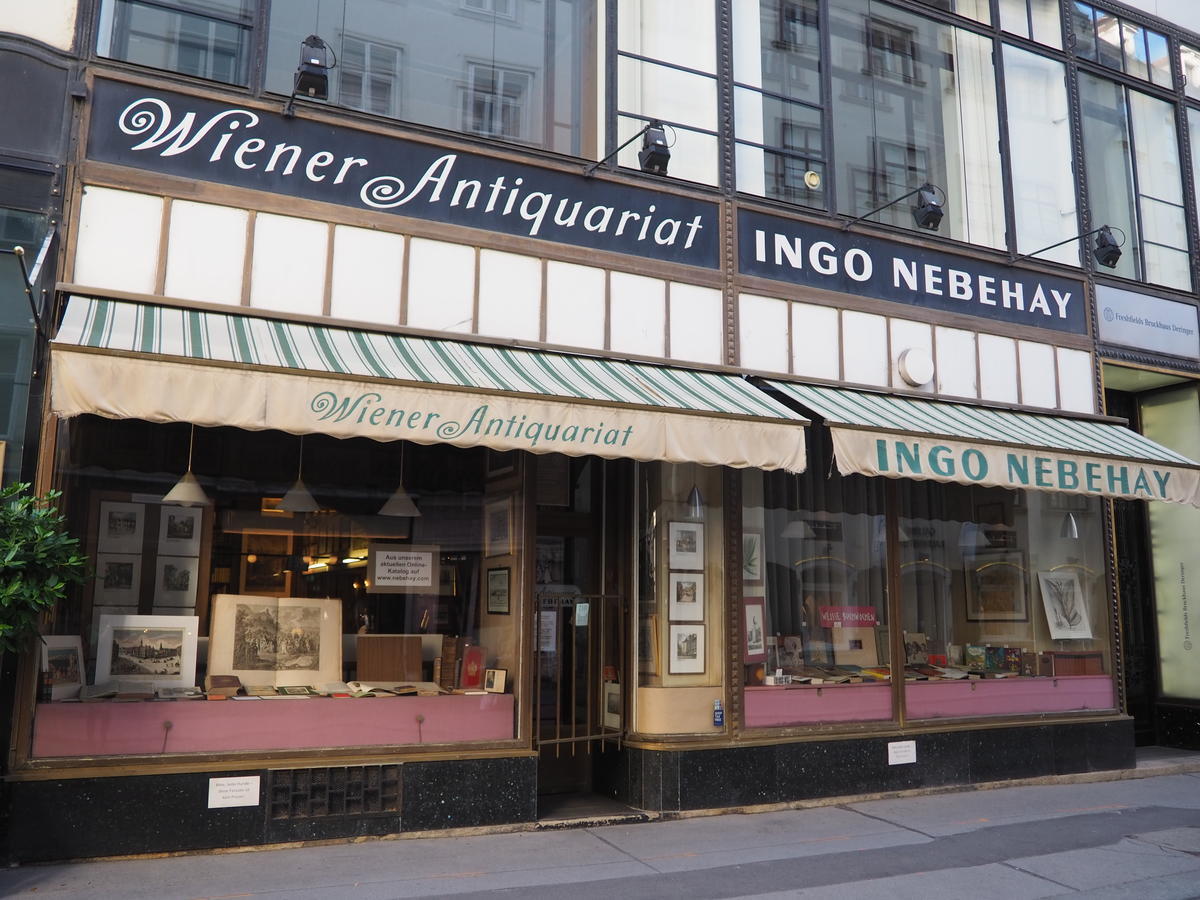 Wiener Antiquariat
INGO NEBEHAY
Freshfields Bruckhaus Deringer
Wiener Antiquariat
INGO NEBEHAY
Aus unserem
aktuellen Online-
Katalog auf
www.nebehay.com